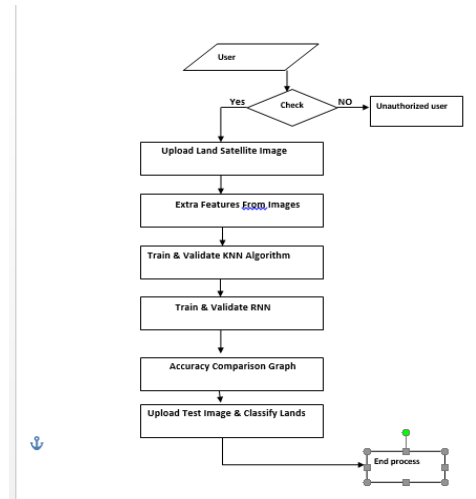 User
Check
Yes
NO
Unauthorized user
Upload Land Satellite Image
Extra Features From Images
Train & Validate KNN Algorithm
Train & Validate RNN
Accuracy Comparison Graph
Upload Test Image & Classify Lands
End process